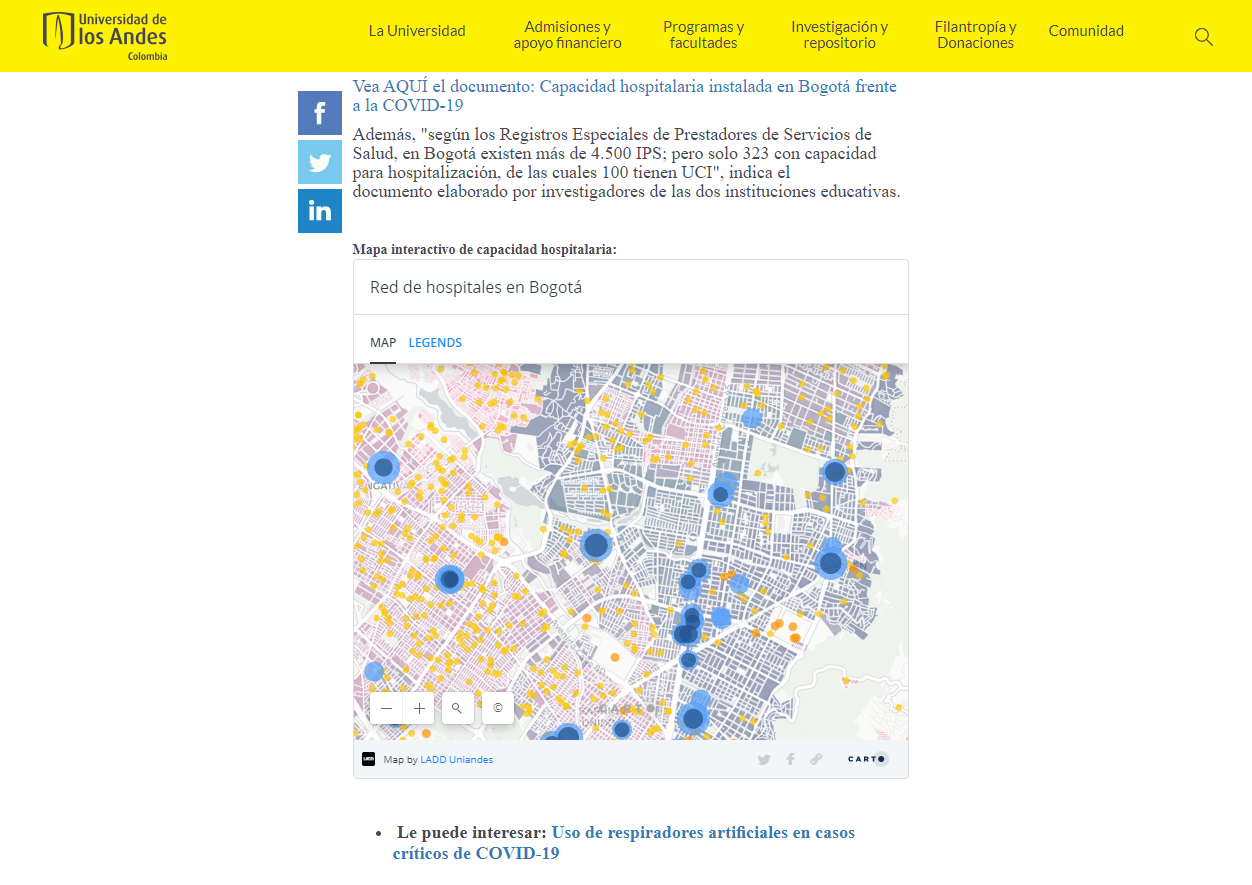 Universidad de
los Andes
Colombia
La Universidad
Admisiones y
apoyo financiero
Programas y
facultades
Investigación y
repositorio
Filantropía y
Donaciones
Comunidad
Vea AQUÍ el documento: Capacidad hospitalaria instalada en Bogotá frente
a la COVID-19
Además, "según los Registros Especiales de Prestadores de Servicios de
Salud, en Bogotá existen más de 4.500 IPS; pero solo 323 con capacidad
para hospitalización, de las cuales 100 tienen UCI", indica el
documento elaborado por investigadores de las dos instituciones educativas.
Mapa interactivo de capacidad hospitalaria:
Red de hospitales en Bogotá
MAP LEGENDS
Map by LADD Uniandes
CARTO
• Le puede interesar: Uso de respiradores artificiales en casos
críticos de COVID-19